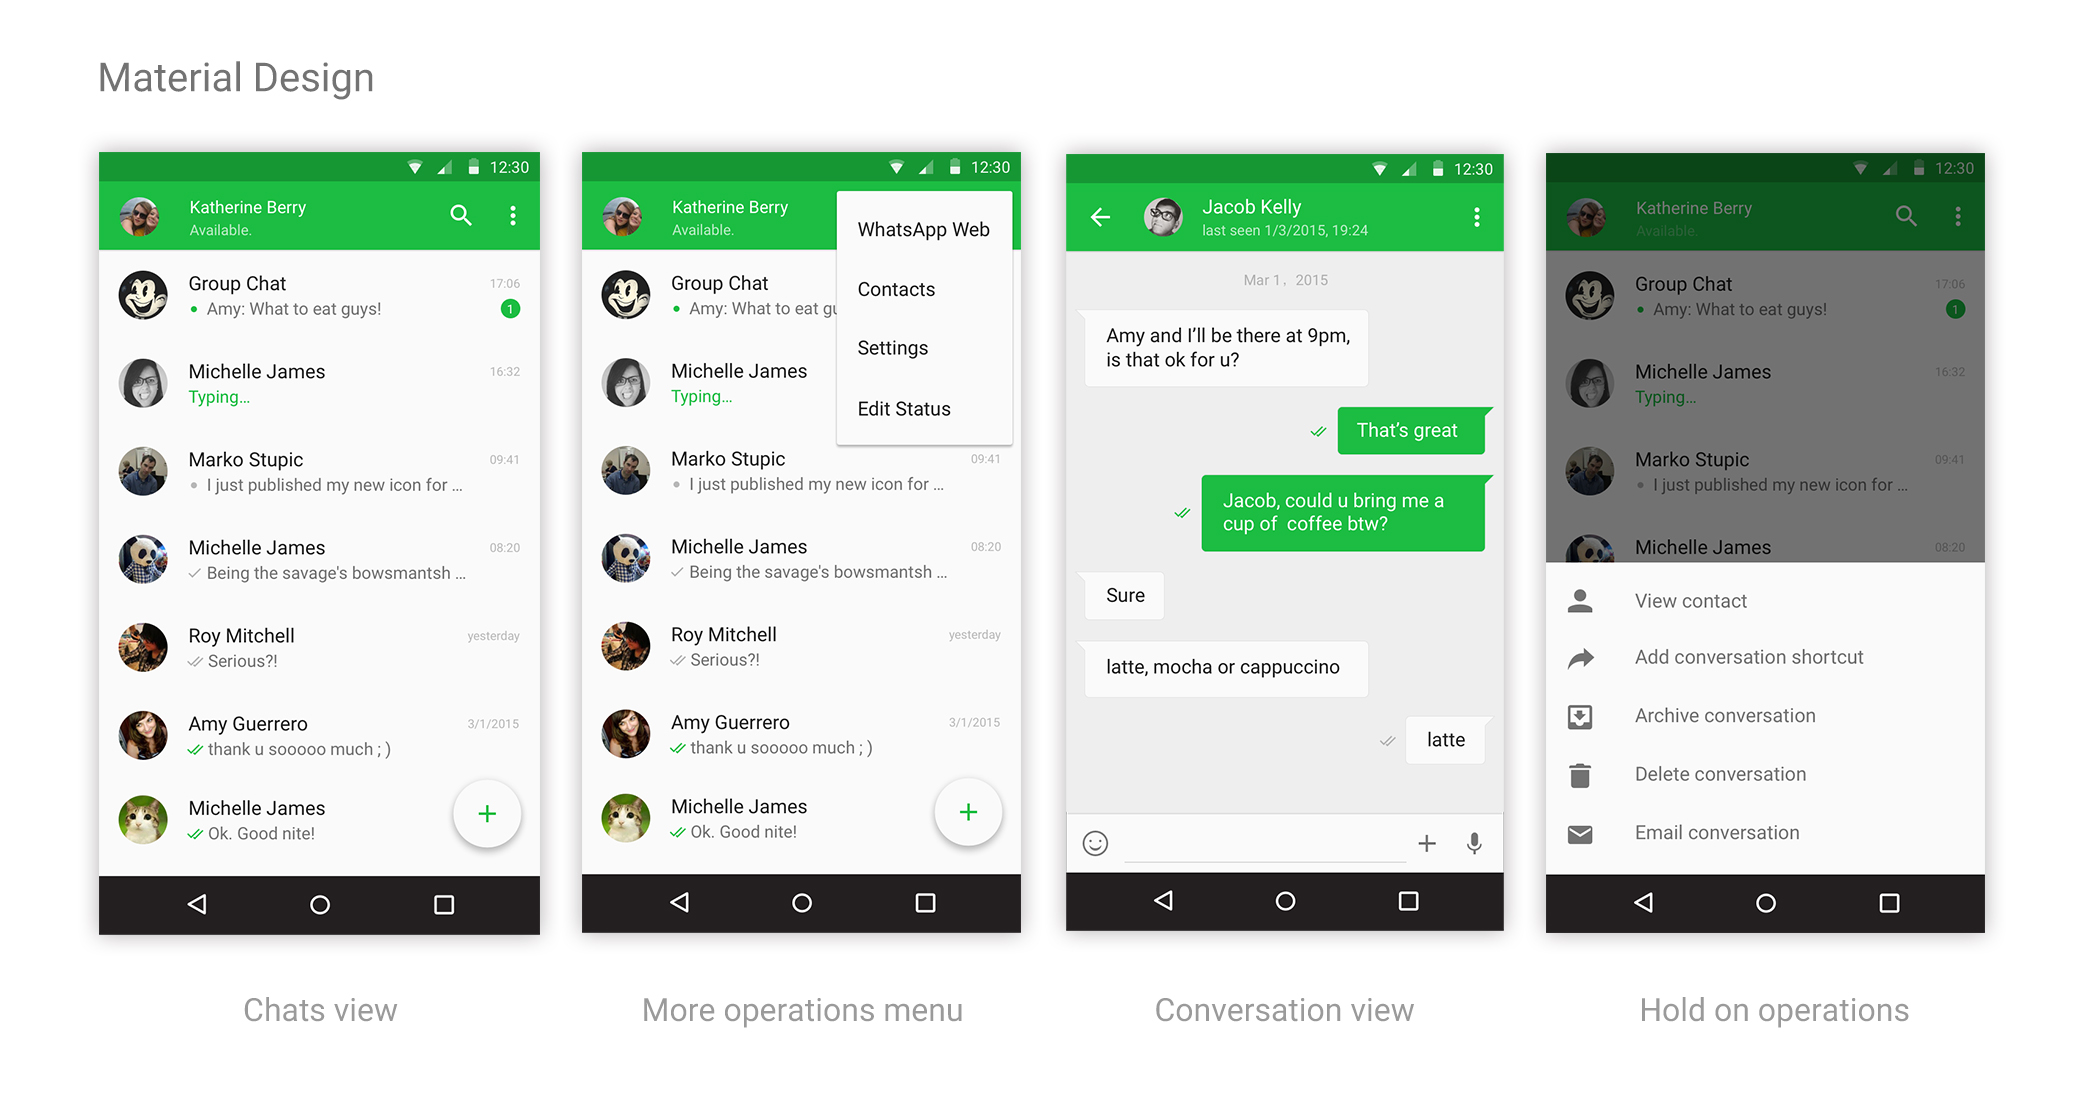 Material Design
12:30
Katherine Berry
Available.
Group Chat
17:06
Amy: What to eat guys!
1
Michelle James
16:32
Typing...
Marko Stupic
09:41
I just published my new icon for ...
Michelle James
08:20
Being the savage's bowsmantsh ...
Roy Mitchell
yesterday
Serious?!
Amy Guerrero
3/1/2015
thank u sooooo much ; )
Michelle James
Ok. Good nite!
Chats view
12:30
Katherine Berry
Available.
WhatsApp Web
Contacts
Settings
Edit Status
Group Chat
Amy: What to eat gu
Michelle James
Typing...
Marko Stupic
09:41
I just published my new icon for ...
Michelle James
08:20
Being the savage's bowsmantsh ...
Roy Mitchell
yesterday
Serious?!
Amy Guerrero
3/1/2015
thank u sooooo much ; )
Michelle James
Ok. Good nite!
More operations menu
12:30
Jacob Kelly
last seen 1/3/2015, 19:24
Mar 1, 2015
Amy and I’ll be there at 9pm,
is that ok for u?
That’s great
Jacob, could u bring me a
cup of coffee btw?
Sure
latte, mocha or cappuccino
latte
Conversation view
12:30
Katherine Berry
Available.
Group Chat
17:06
Amy: What to eat guys!
1
Michelle James
16:32
Typing...
Marko Stupic
09:41
I just published my new icon for ...
Michelle James
08:20
View contact
Add conversation shortcut
Archive conversation
Delete conversation
Email conversation
Hold on operations